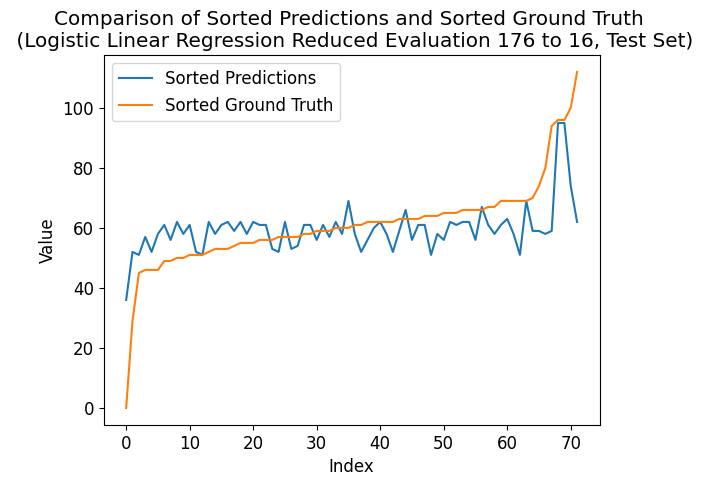 Comparison of Sorted Predictions and Sorted Ground Truth
(Logistic Linear Regression Reduced Evaluation 176 to 16, Test Set)
Sorted Predictions
Sorted Ground Truth
100
80
60
40
20
0
Value
0 10 20 30 40 50 60 70
Index